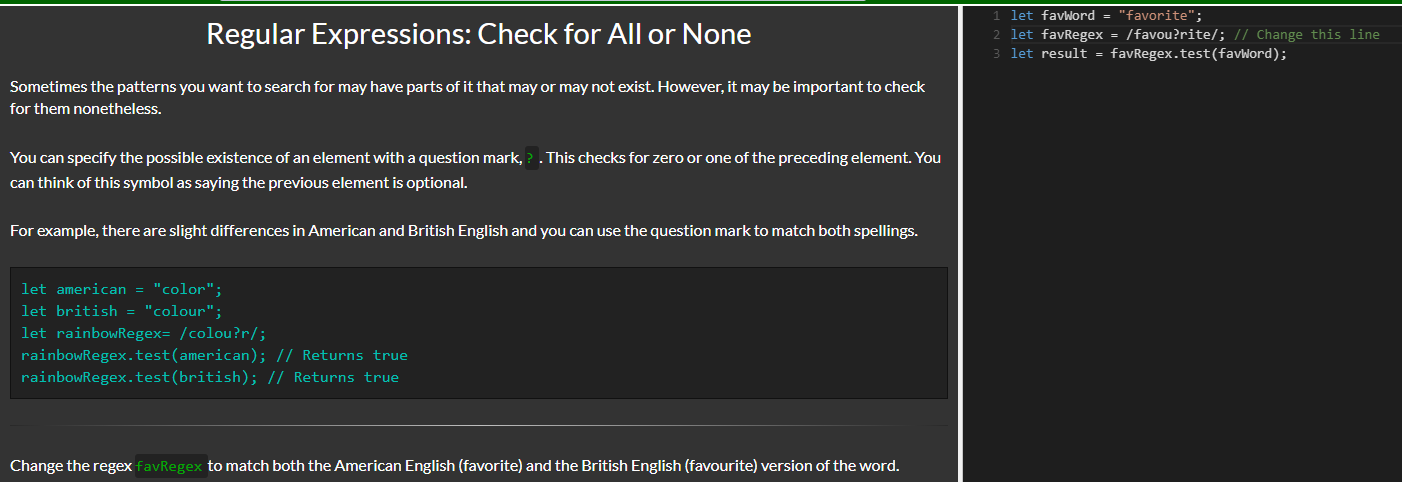 Regular Expressions: Check for All or None
Sometimes the patterns you want to search for may have parts of it that may or may not exist. However, it may be important to check
for them nonetheless.
You can specify the possible existence of an element with a question mark, ? . This checks for zero or one of the preceding element. You
can think of this symbol as saying the previous element is optional.
For example, there are slight differences in American and British English and you can use the question mark to match both spellings.
let american = "color";
let british = "colour";
let rainbowRegex= /colou?r/;
rainbowRegex.test(american); // Returns true
rainbowRegex.test(british); // Returns true
Change the regex favRegex to match both the American English (favorite) and the British English (favourite) version of the word.
1 let favWord = "favorite";
2 let favRegex = /favou?rite/; // Change this line
3 let result = favRegex.test(favWord);